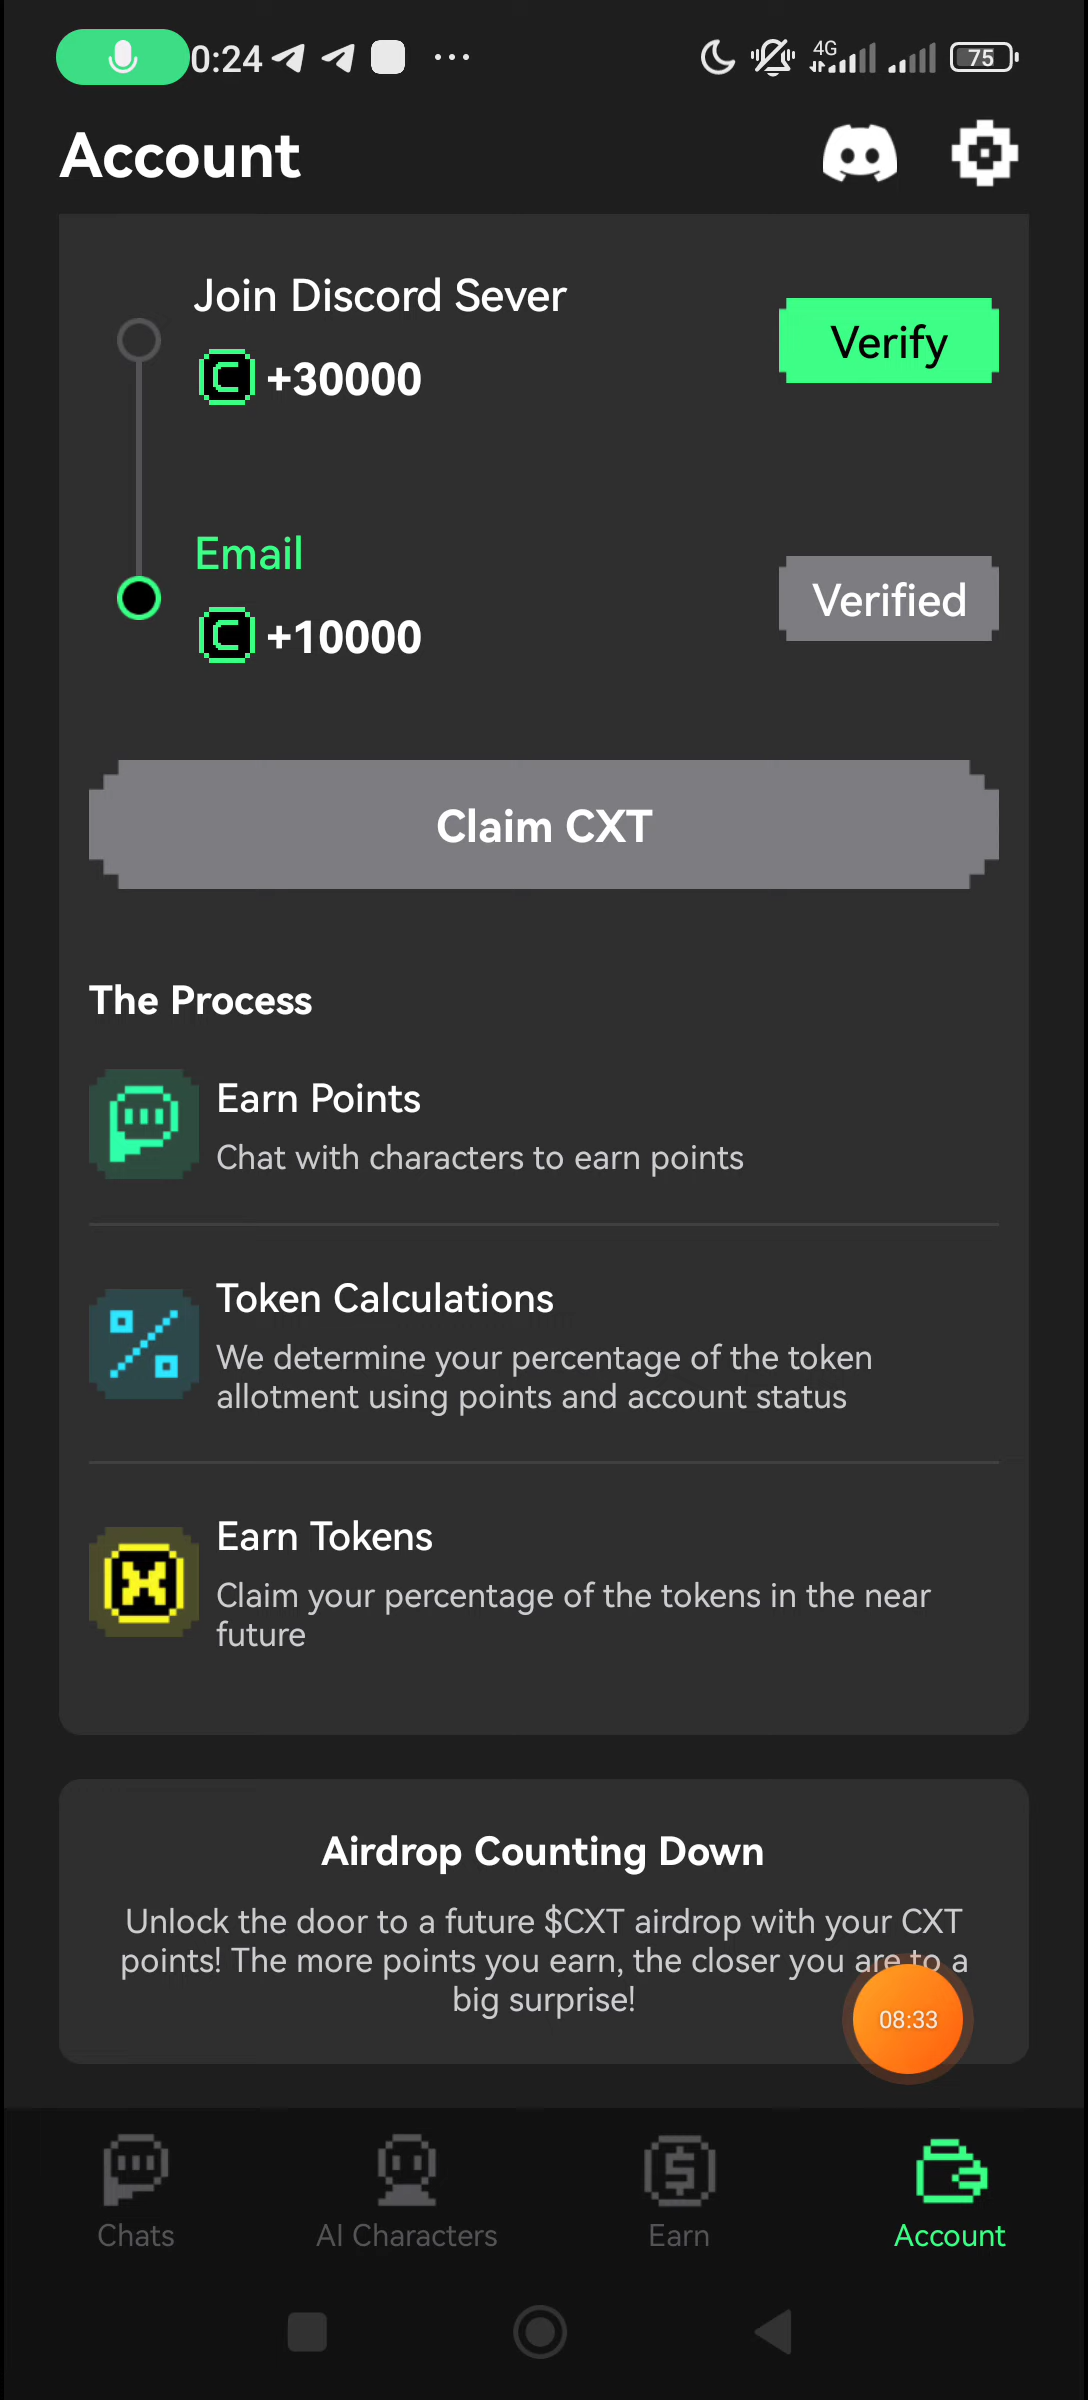 0:24
4G
75
Account
Join Discord Sever
+30000
Verify
Email
+10000
Verified
Claim CXT
The Process
Earn Points
Chat with characters to earn points
Token Calculations
We determine your percentage of the token
allotment using points and account status
Earn Tokens
Claim your percentage of the tokens in the near
future
Airdrop Counting Down
Unlock the door to a future $CXT airdrop with your CXT
points! The more points you earn, the closer you are to a
big surprise!
08:33
Chats
AI Characters
Earn
Account